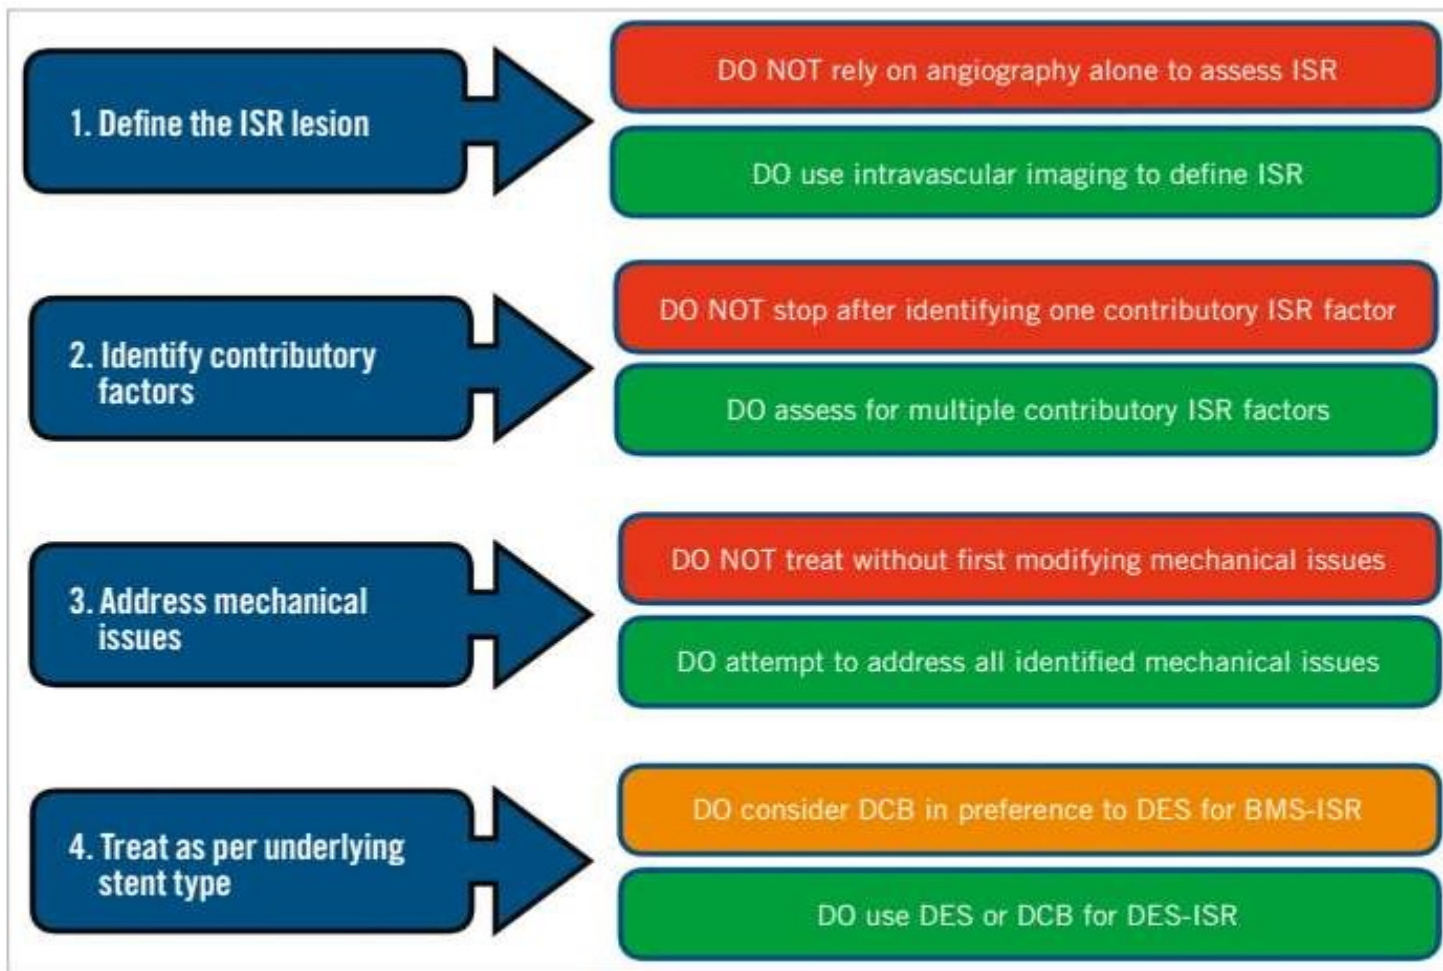 1. Define the ISR lesion
DO NOT rely on angiography alone to assess ISR
DO use intravascular imaging to define ISR
2. Identify contributory
factors
DO NOT stop after identifying one contributory ISR factor
DO assess for multiple contributory ISR factors
3. Address mechanical
issues
DO NOT treat without first modifying mechanical issues
DO attempt to address all identified mechanical issues
4. Treat as per underlying
stent type
DO consider DCB in preference to DES for BMS-ISR
DO use DES or DCB for DES-ISR